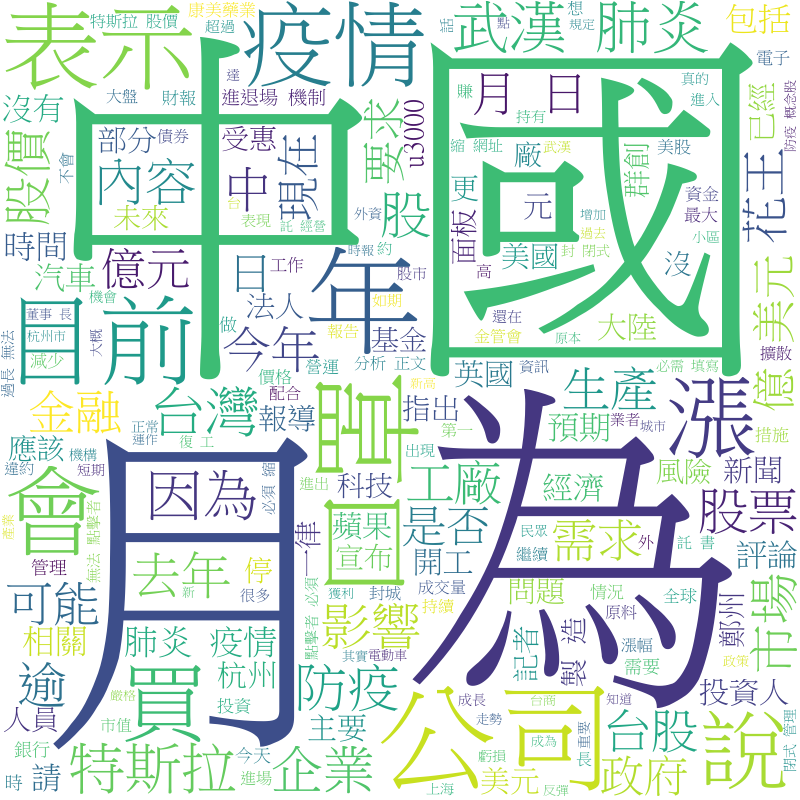 特斯拉 股價
康美藥業
表示
疫情
武漢 肺炎
包括
超過
話
點
想
規定
達
電子
沒有
大盤
財報
進退場 機制
中國
月 日
賺
真的
進入
已經
防疫 概念股
股價
不會
部分
債券
受惠
現在
要求
u3000
持有
縮 網址
武漢
廠
美股
內容
中
股
更
元
群創
資金
最大
花王
未來
台
表現
託 經營
外資
面板
增加
過去
小區
時間
億元
日
時報
約
美國
封 閉式
沒
汽車
工作
年
股市
如期
高
還在
大陸
億 美元
董事 長
機會
法人
做
杭州市
目前
今年
報告
基金
金管會
原本
擴散
過長 無法
減少
大概
營運
分析 正文
英國
資訊
必需 填寫
價格
新高
金融
台灣
報導
配合
指出
生產
漲
第一
業者
城市
措施
應該
正常
運作
復 工
單日
出現
預期
違約
機構
短期
必須 縮
進出
科技
工廠
經濟
風險
新聞
會
因為
月
為
一律
蘋果
宣布
是否
需求
股票
點擊者
產業
無法
管理
去年
停
開工
民眾
繼續
外
託 書
評論
新
很多
必須
點擊者
獲利
封城
成交量
問題
情況
全球
可能
相關
肺炎 疫情
影響
持續
原料
鄭州
市場
逾
買
杭州
其實
電動車
記者
製 造
漲幅
需要
政策
嚴格
投資
防疫
人員
市值
主要
公司
成長
台商
知道
投資人
銀行
特斯拉
今天
進場
企業
走勢
台股
說
時
請
虧損
成為
長
重要
美元
政府
上海
反彈
閉式 管理